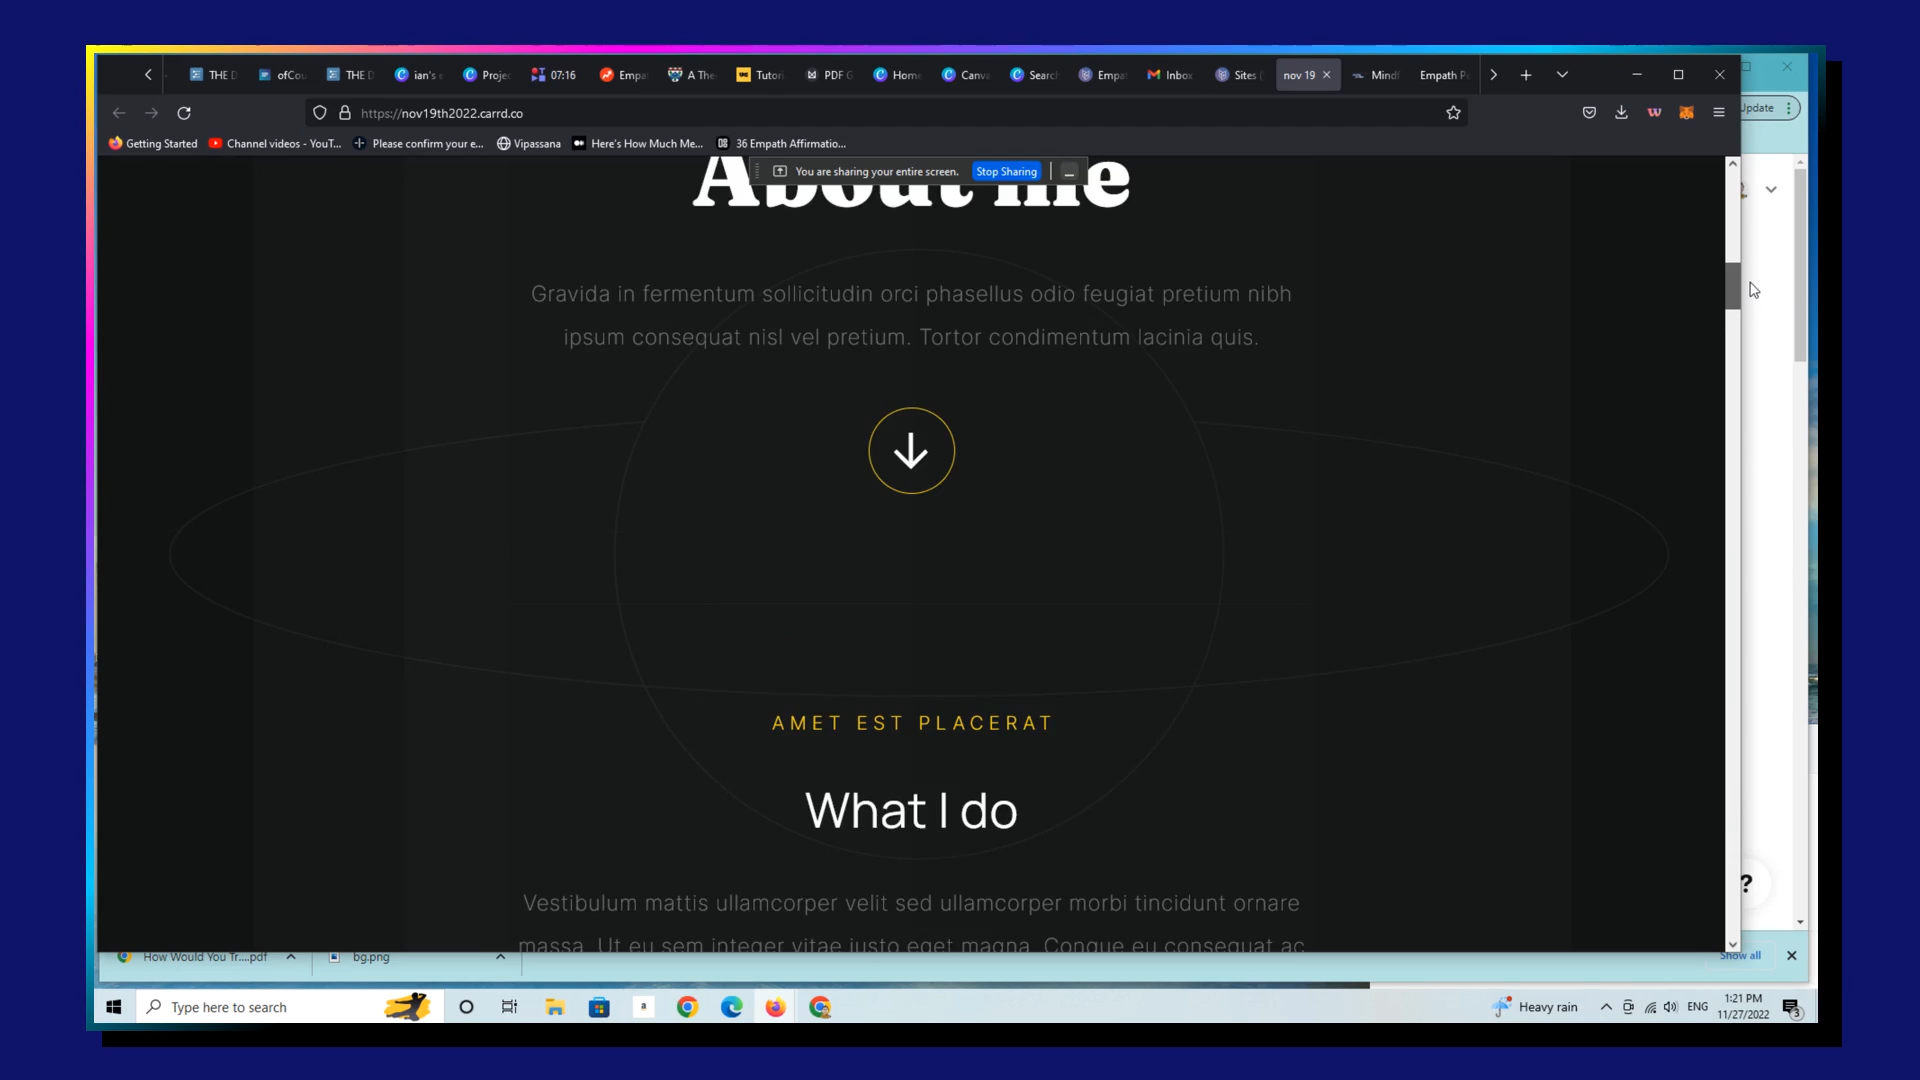 THE D
ofCou
THE D
ian's
Projec
07:16
Empa
A The
Tutori
PDF G
Home
Canva
Search
Empa
Inbox
Sites (
nov 19
Mindf
Empath P
Update
https://nov19th2022.carrd.co
Getting Started
Channel videos - YouT...
Please confirm your e...
Vipassana
Here's How Much Me...
36 Empath Affirmatio...
You are sharing your entire screen.
Stop Sharing
About me
Gravida in fermentum sollicitudin orci phasellus odio feugiat pretium nibh
ipsum consequat nisl vel pretium. Tortor condimentum lacinia quis.
AMET EST PLACERAT
What I do
?
Vestibulum mattis ullamcorper velit sed ullamcorper morbi tincidunt ornare
massa. Ut eu sem integer vitae justo eget magna. Congue eu consequat ac
How Would You Tr....pdf
bg.png
Show all
Type here to search
a
Heavy rain
ENG
1:21 PM
11/27/2022
3